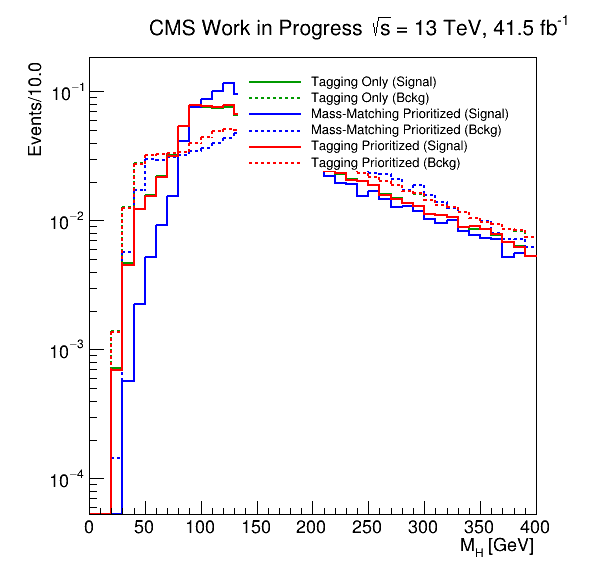 CMS Work in Progress √s = 13 TeV, 41.5 fb⁻¹
Events/10.0
10⁻¹
10⁻²
10⁻³
10⁻⁴
Tagging Only (Signal)
Tagging Only (Bckg)
Mass-Matching Prioritized (Signal)
Mass-Matching Prioritized (Bckg)
Tagging Prioritized (Signal)
Tagging Prioritized (Bckg)
0 50 100 150 200 250 300 350 400
M_H [GeV]